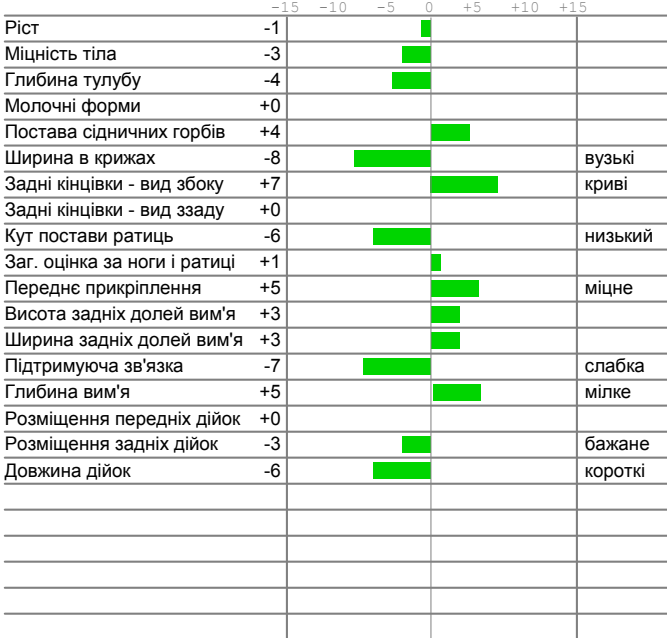 -15 -10 -5 0 +5 +10 +15
Ріст -1
Міцність тіла -3
Глибина тулубу -4
Молочні форми +0
Постава сідничних горбів +4
Ширина в крижах -8 вузькі
Задні кінцівки - вид збоку +7 криві
Задні кінцівки - вид ззаду +0
Кут постави ратиць -6 низький
Заг. оцінка за ноги і ратиці +1
Переднє прикріплення +5 міцне
Висота задніх долей вим'я +3
Ширина задніх долей вим'я +3
Підтримуюча зв'язка -7 слабка
Глибина вим'я +5 мілке
Розміщення передніх дійок +0
Розміщення задніх дійок -3 бажане
Довжина дійок -6 короткі